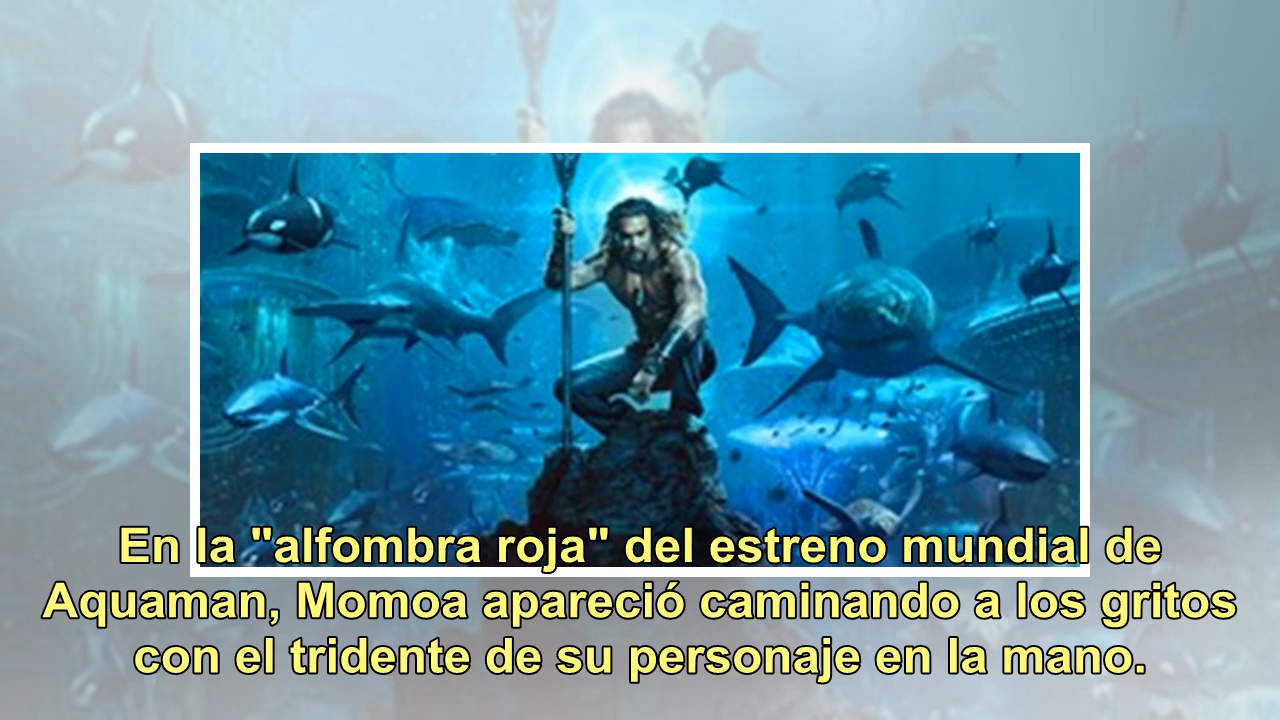 En la "alfombra roja" del estreno mundial de
Aquaman, Momoa apareció caminando a los gritos
con el tridente de su personaje en la mano.